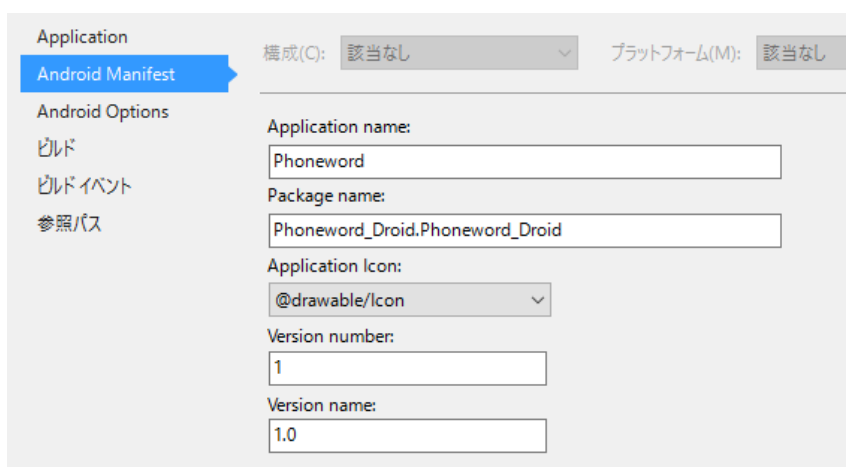 Application
Android Manifest
Android Options
ビルド
ビルド イベント
参照パス
構成(C): 該当なし プラットフォーム(M): 該当なし
Application name:
Phoneword
Package name:
Phoneword_Droid.Phoneword_Droid
Application Icon:
@drawable/Icon
Version number:
1
Version name:
1.0